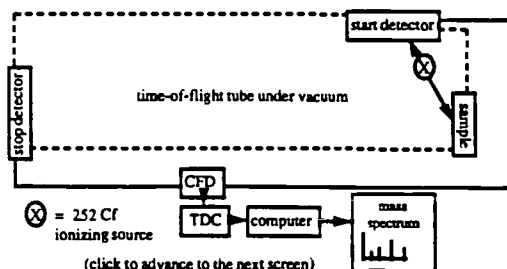 start detector
stop detector
time-of-flight tube under vacuum
sample
CFD
TDC
computer
mass
spectrum
X = 252 Cf
ionizing source
(click to advance to the next screen)